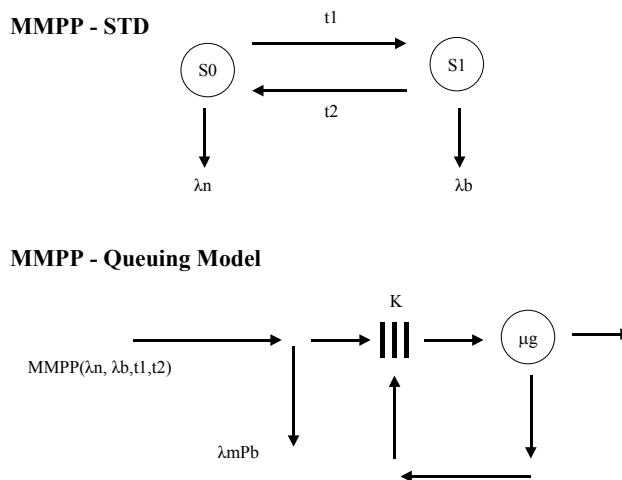 MMPP - STD
t1
S0
S1
t2
λn
λb
MMPP - Queuing Model
K
μg
MMPP(λn, λb,t1,t2)
λmPb